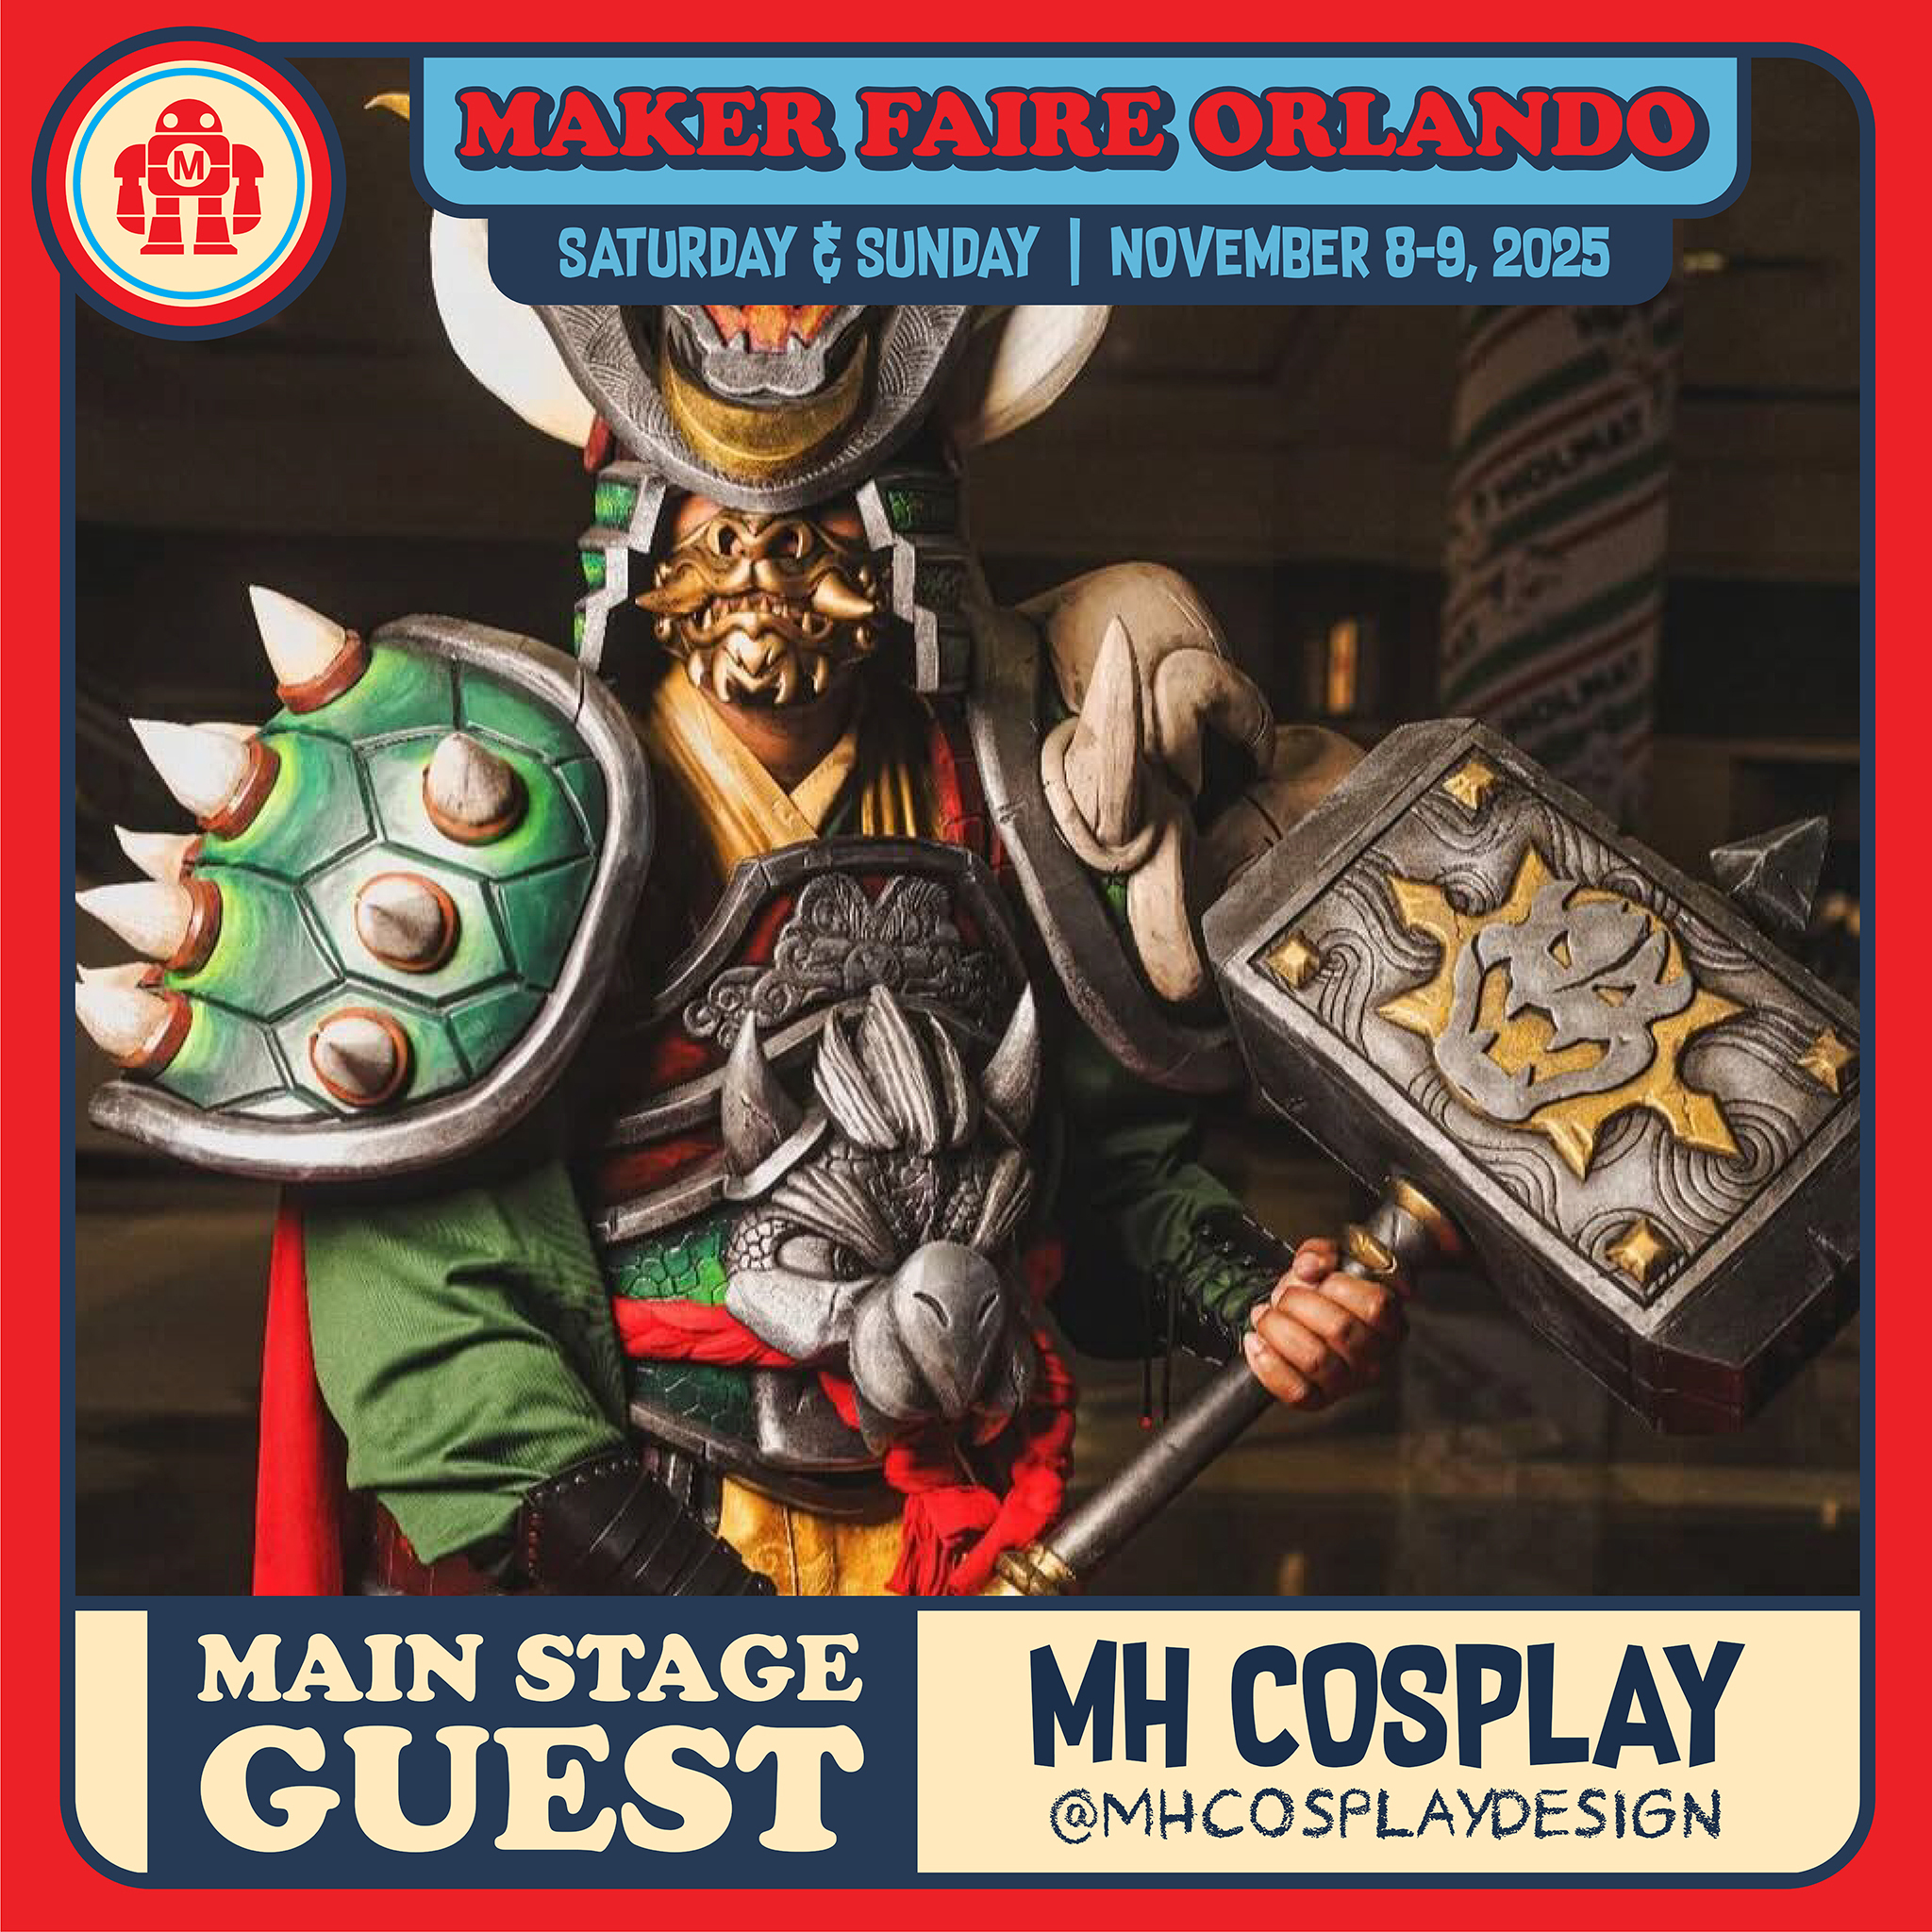 M
MAKER FAIRE ORLANDO
SATURDAY & SUNDAY | NOVEMBER 8-9, 2025
MAIN STAGE
GUEST
MH COSPLAY
@MHCOSPLAYDESIGN